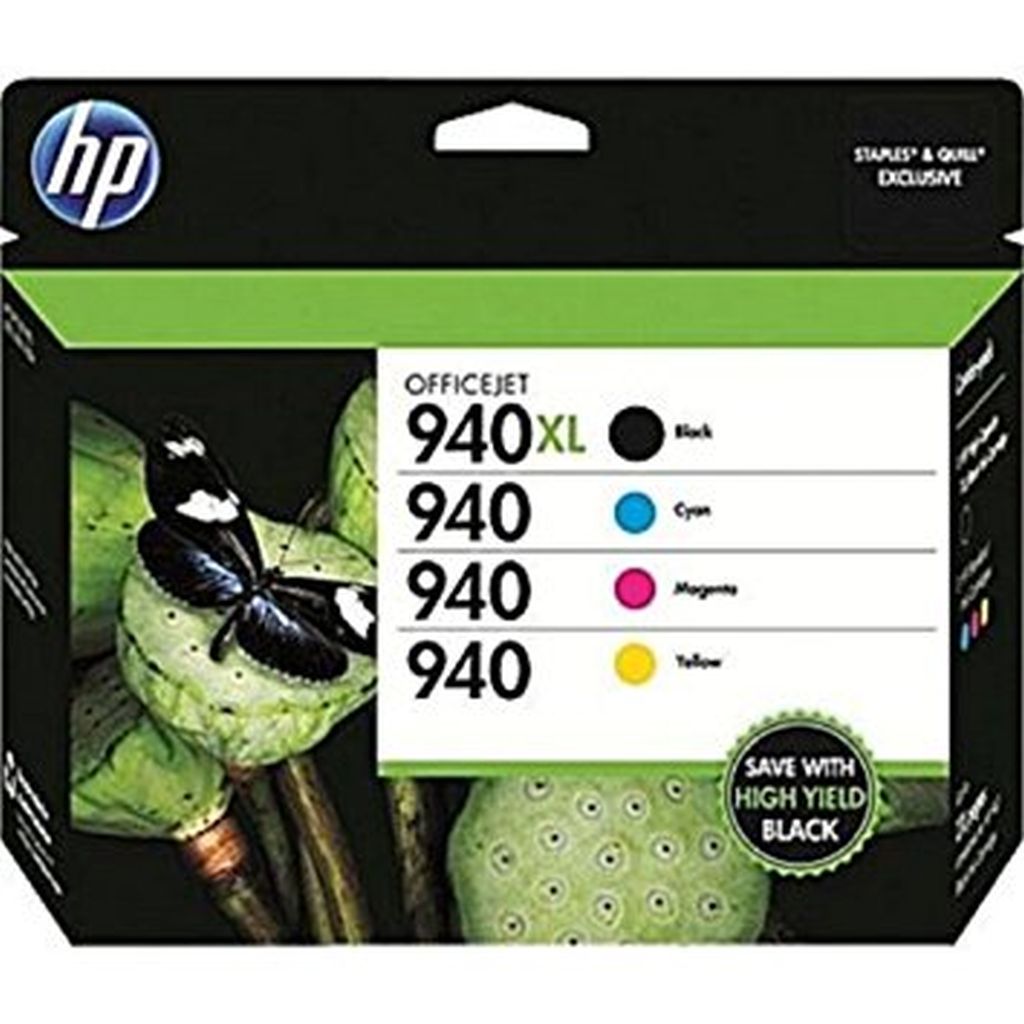 hp
STAPLES® & QUILL®
EXCLUSIVE
OFFICEJET
940XL Black
940 Cyan
940 Magenta
940 Yellow
SAVE WITH
HIGH YIELD
BLACK